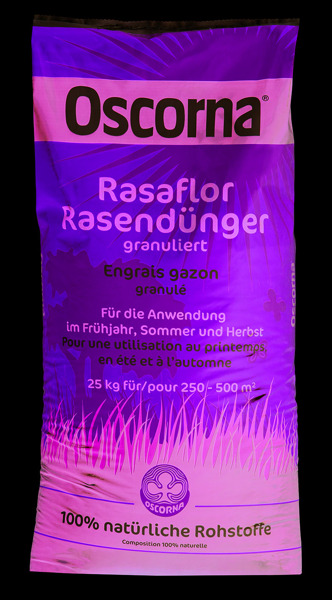 Oscorna®
Rasaflor
Rasendünger
granuliert
Engrais gazon
granulé
Für die Anwendung
im Frühjahr, Sommer und Herbst
Pour une utilisation au printemps,
en été et à l'automne
25 kg für/pour 250 - 500 m²
Oscorna
OSCORNA
100% natürliche Rohstoffe
Composition 100% naturelle